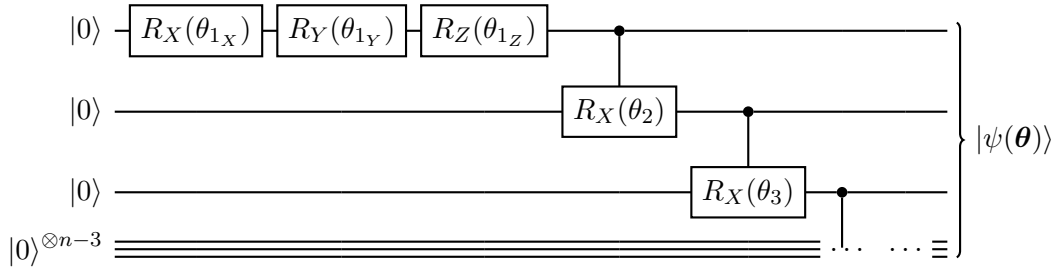 |0⟩ R_X(θ_{1_X}) R_Y(θ_{1_Y}) R_Z(θ_{1_Z})
|0⟩ R_X(θ_2)
|ψ(𝜽)⟩
|0⟩ R_X(θ_3)
|0⟩^{⊗n−3} ... ...